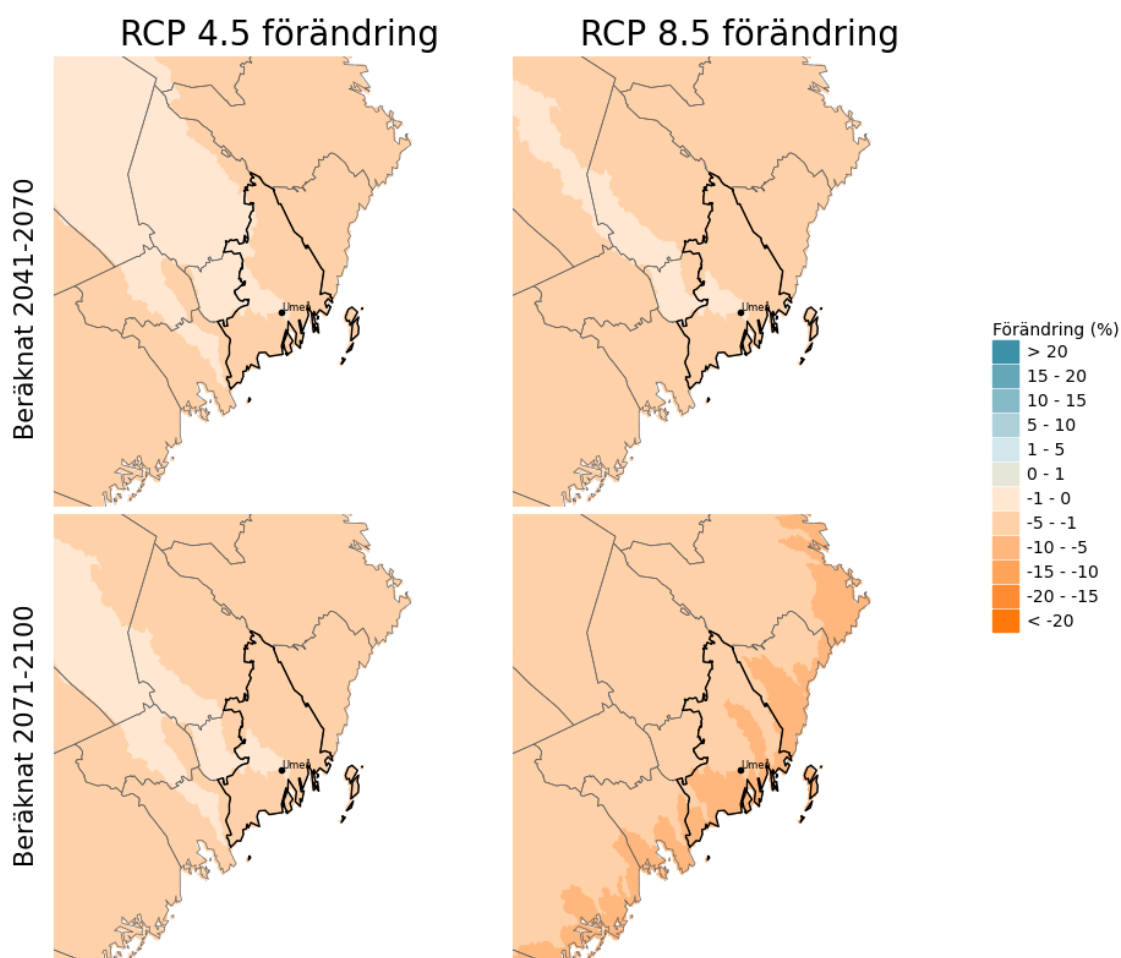 RCP 4.5 förändring
RCP 8.5 förändring
Beräknat 2041-2070
Umeå
Umeå
Förändring (%)
> 20
15 - 20
10 - 15
5 - 10
1 - 5
0 - 1
-1 - 0
-5 - -1
-10 - -5
-15 - -10
-20 - -15
< -20
Beräknat 2071-2100
Umeå
Umeå